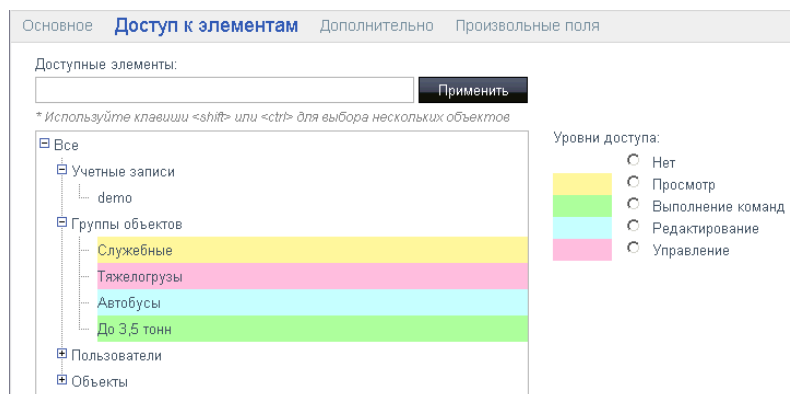 Основное Доступ к элементам Дополнительно Произвольные поля
Доступные элементы:
Применить
* Используйте клавиши <shift> или <ctrl> для выбора нескольких объектов
Все
Учетные записи
demo
Группы объектов
Служебные
Тяжелогрузы
Автобусы
До 3,5 тонн
Пользователи
Объекты
Уровни доступа:
Нет
Просмотр
Выполнение команд
Редактирование
Управление